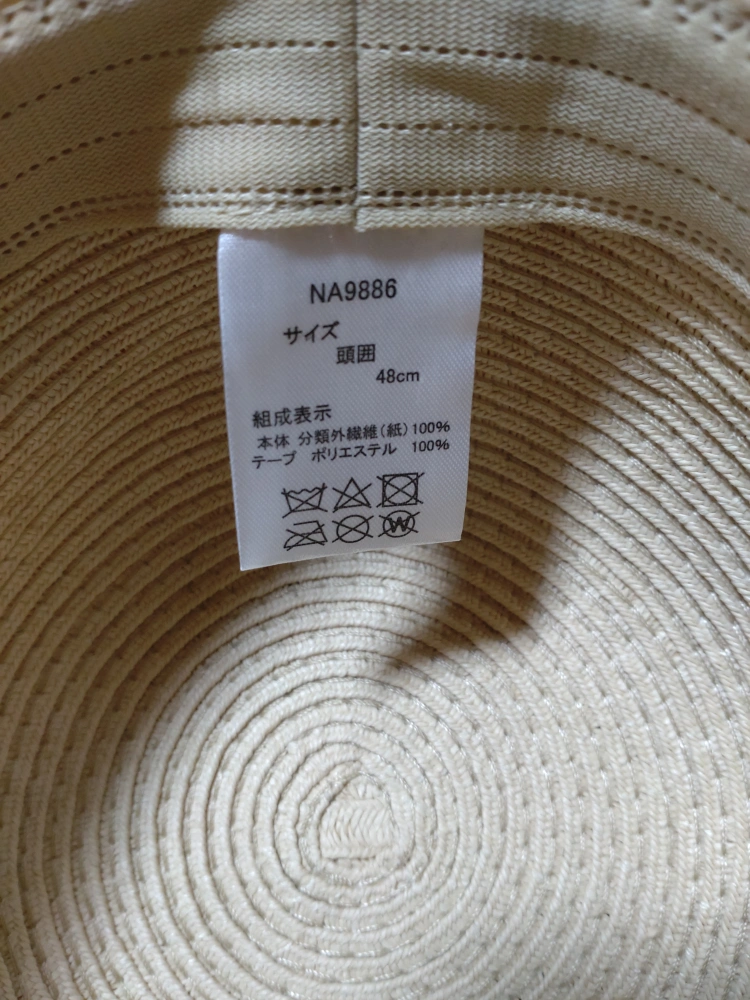 NA9886
サイズ
頭囲
48cm
組成表示
本体 分類外繊維(紙)100%
テープ ポリエステル 100%
W